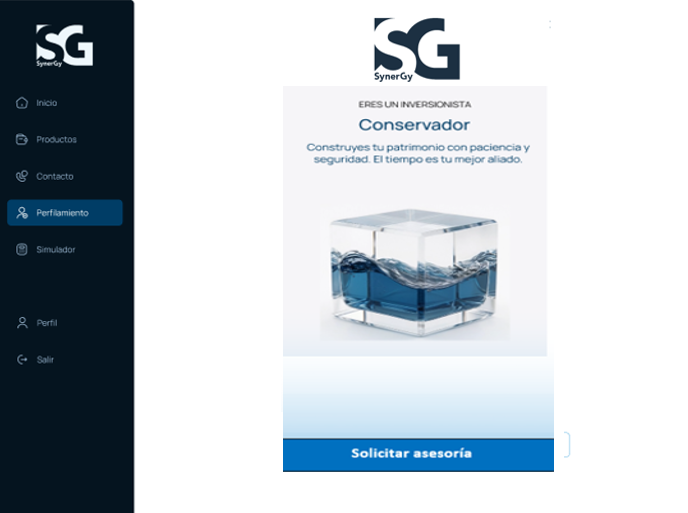 SG
SynerGy
Inicio
Productos
Contacto
Perfilamiento
Simulador
Perfil
Salir
SG
SynerGy
ERES UN INVERSIONISTA
Conservador
Construyes tu patrimonio con paciencia y
seguridad. El tiempo es tu mejor aliado.
Solicitar asesoría